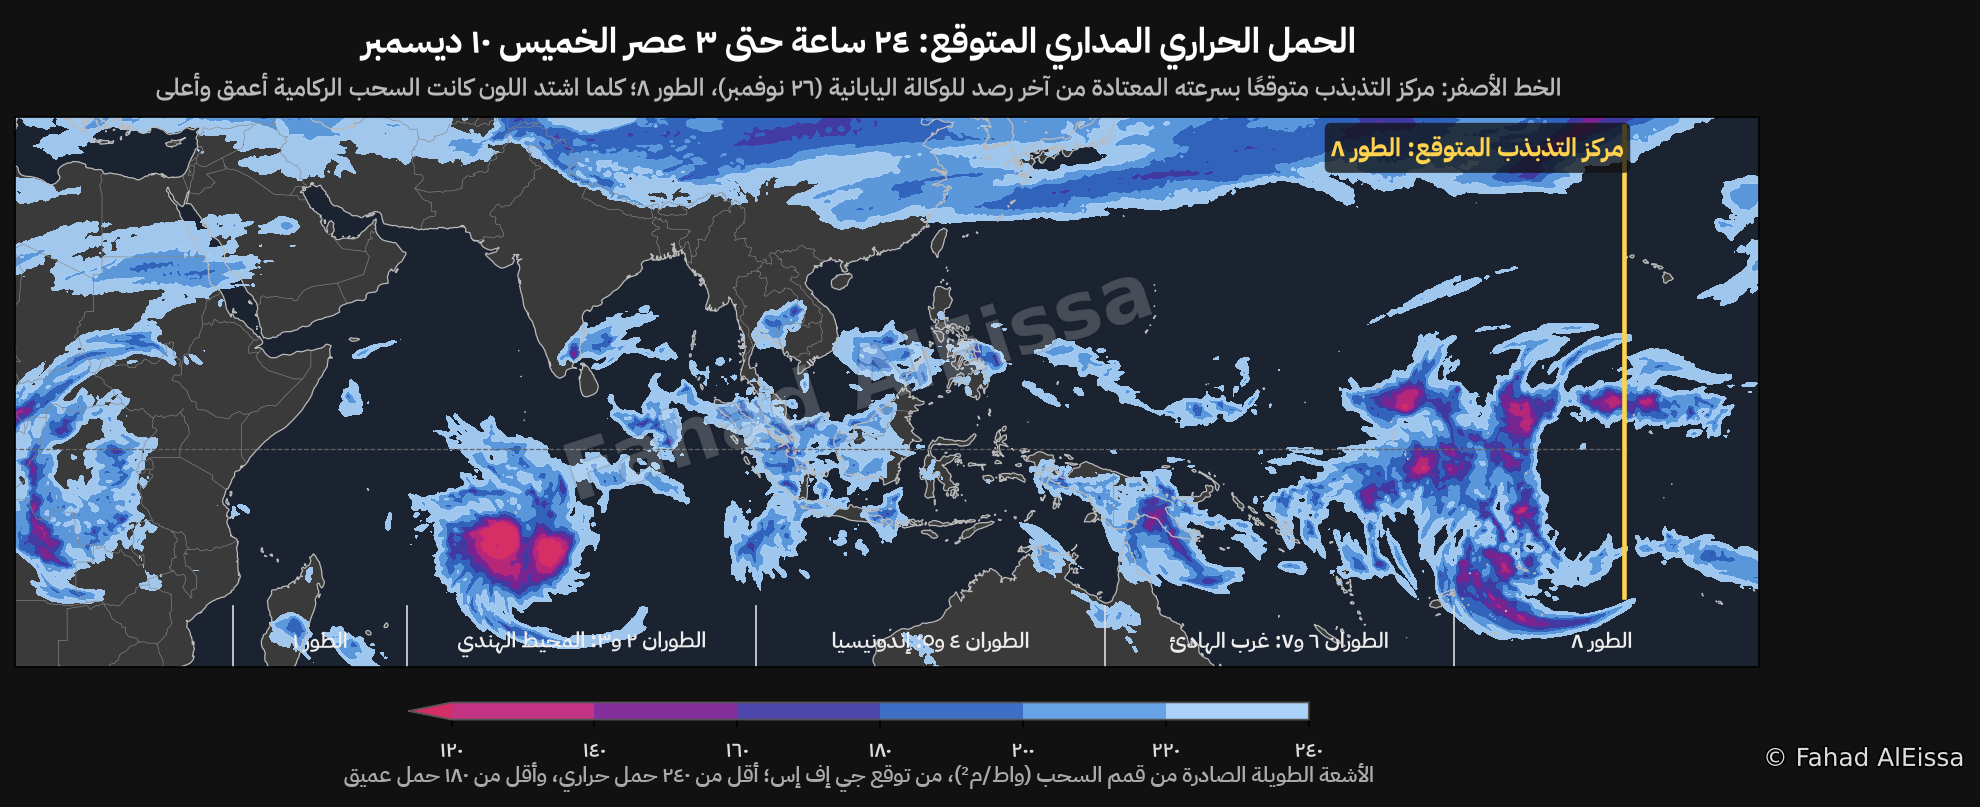 الحمل الحراري المداري المتوقع: ٢٤ ساعة حتى ٣ عصر الخميس ١٠ ديسمبر
الخط الأصفر: مركز التذبذب متوقعًا بسرعته المعتادة من آخر رصد للوكالة اليابانية (٢٦ نوفمبر)، الطور ٨؛ كلما اشتد اللون كانت السحب الركامية أعمق وأعلى
مركز التذبذب المتوقع: الطور ٨
Fahad AlEissa
الطور ١
الطوران ٢ و٣: المحيط الهندي
الطوران ٤ و٥: إندونيسيا
الطوران ٦ و٧: غرب الهادئ
الطور ٨
١٢٠ ١٤٠ ١٦٠ ١٨٠ ٢٠٠ ٢٢٠ ٢٤٠
الأشعة الطويلة الصادرة من قمم السحب (واط/م²)، من توقع جي إف إس؛ أقل من ٢٤٠ حمل حراري، وأقل من ١٨٠ حمل عميق
© Fahad AlEissa